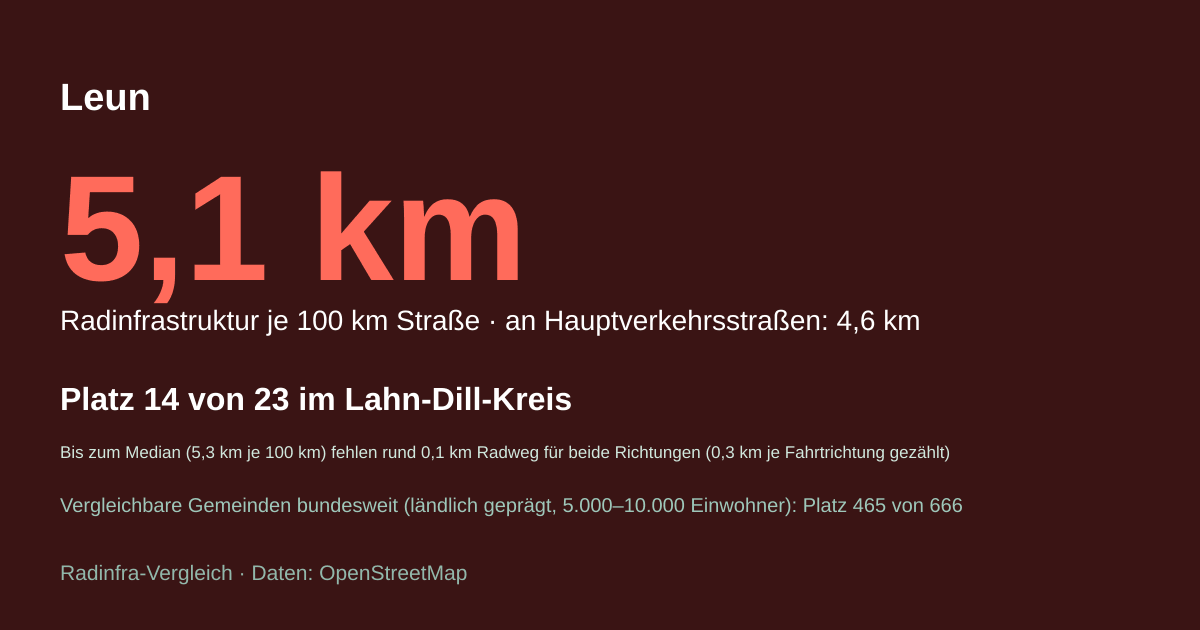 Leun
5,1 km
Radinfrastruktur je 100 km Straße · an Hauptverkehrsstraßen: 4,6 km
Platz 14 von 23 im Lahn-Dill-Kreis
Bis zum Median (5,3 km je 100 km) fehlen rund 0,1 km Radweg für beide Richtungen (0,3 km je Fahrtrichtung gezählt)
Vergleichbare Gemeinden bundesweit (ländlich geprägt, 5.000–10.000 Einwohner): Platz 465 von 666
Radinfra-Vergleich · Daten: OpenStreetMap